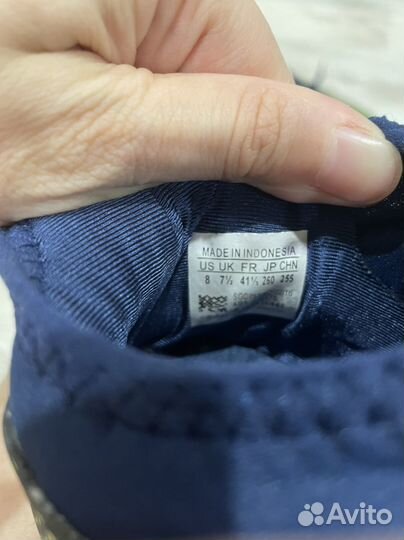 MADE IN INDONESIA
US UK FR JP CHN
8 7½ 41⅓ 260 255
Avito